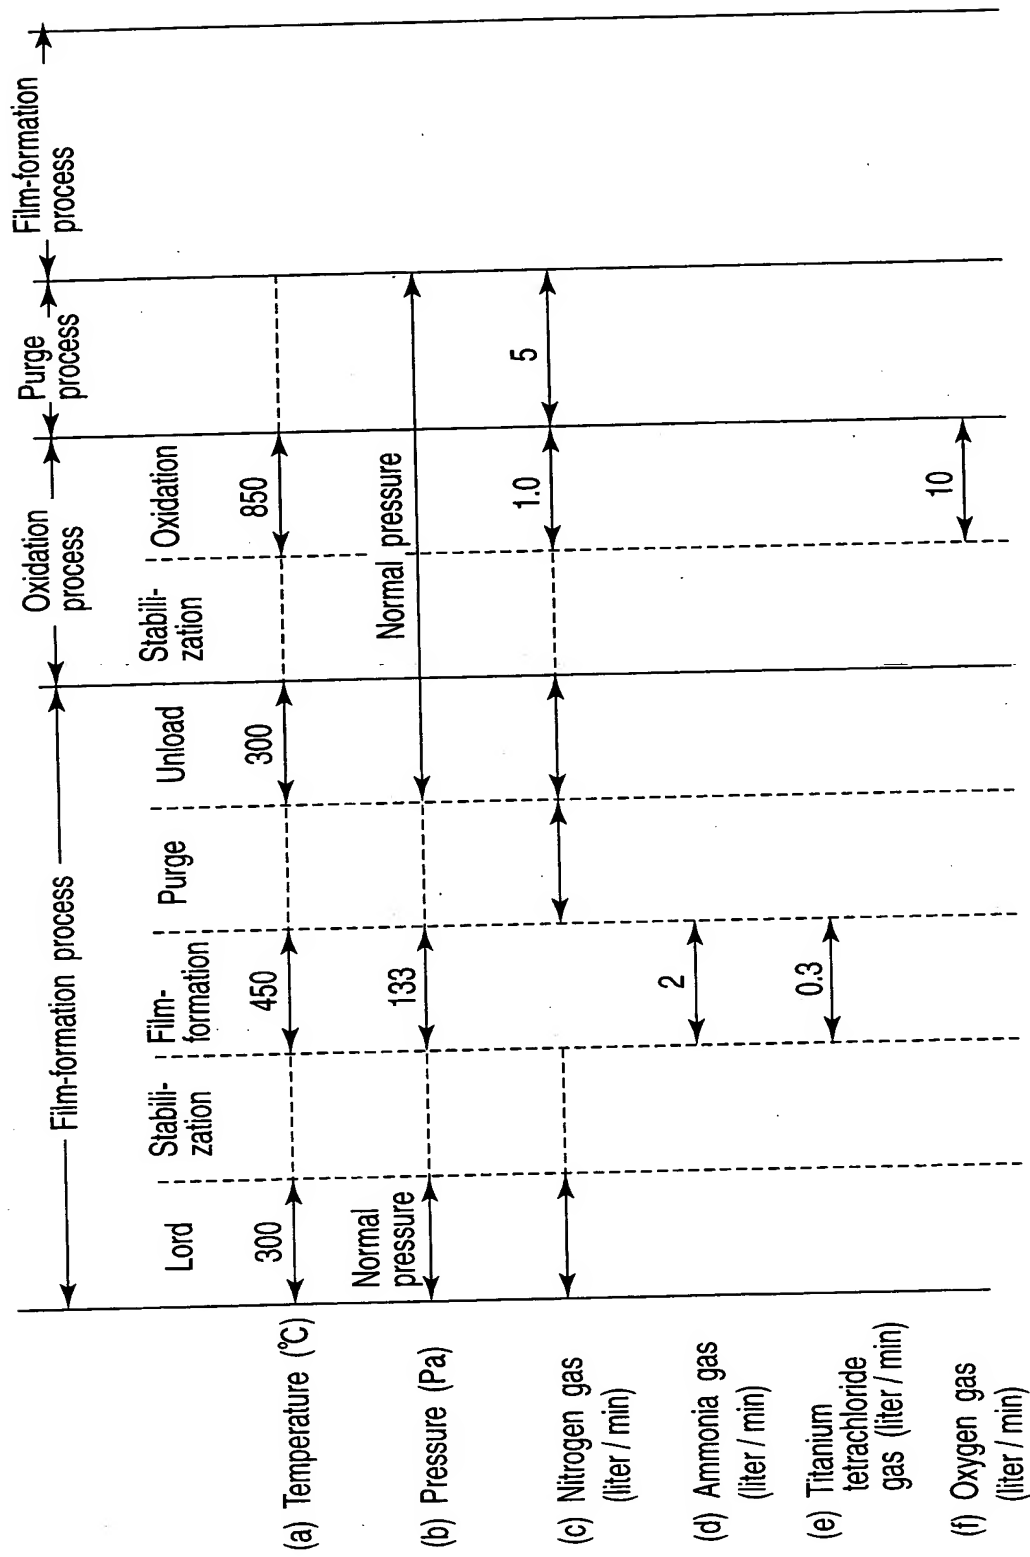 Film-formation process
Oxidation
process
Purge
process
Film-formation
process
Lord
Stabili-
zation
Film-
formation
Purge
Unload
Stabili-
zation
Oxidation
(a) Temperature (°C)
300
450
300
850
(b) Pressure (Pa)
Normal
pressure
133
Normal pressure
(c) Nitrogen gas
(liter / min)
1.0
5
(d) Ammonia gas
(liter / min)
2
(e) Titanium
tetrachloride
gas (liter / min)
0.3
(f) Oxygen gas
(liter / min)
10